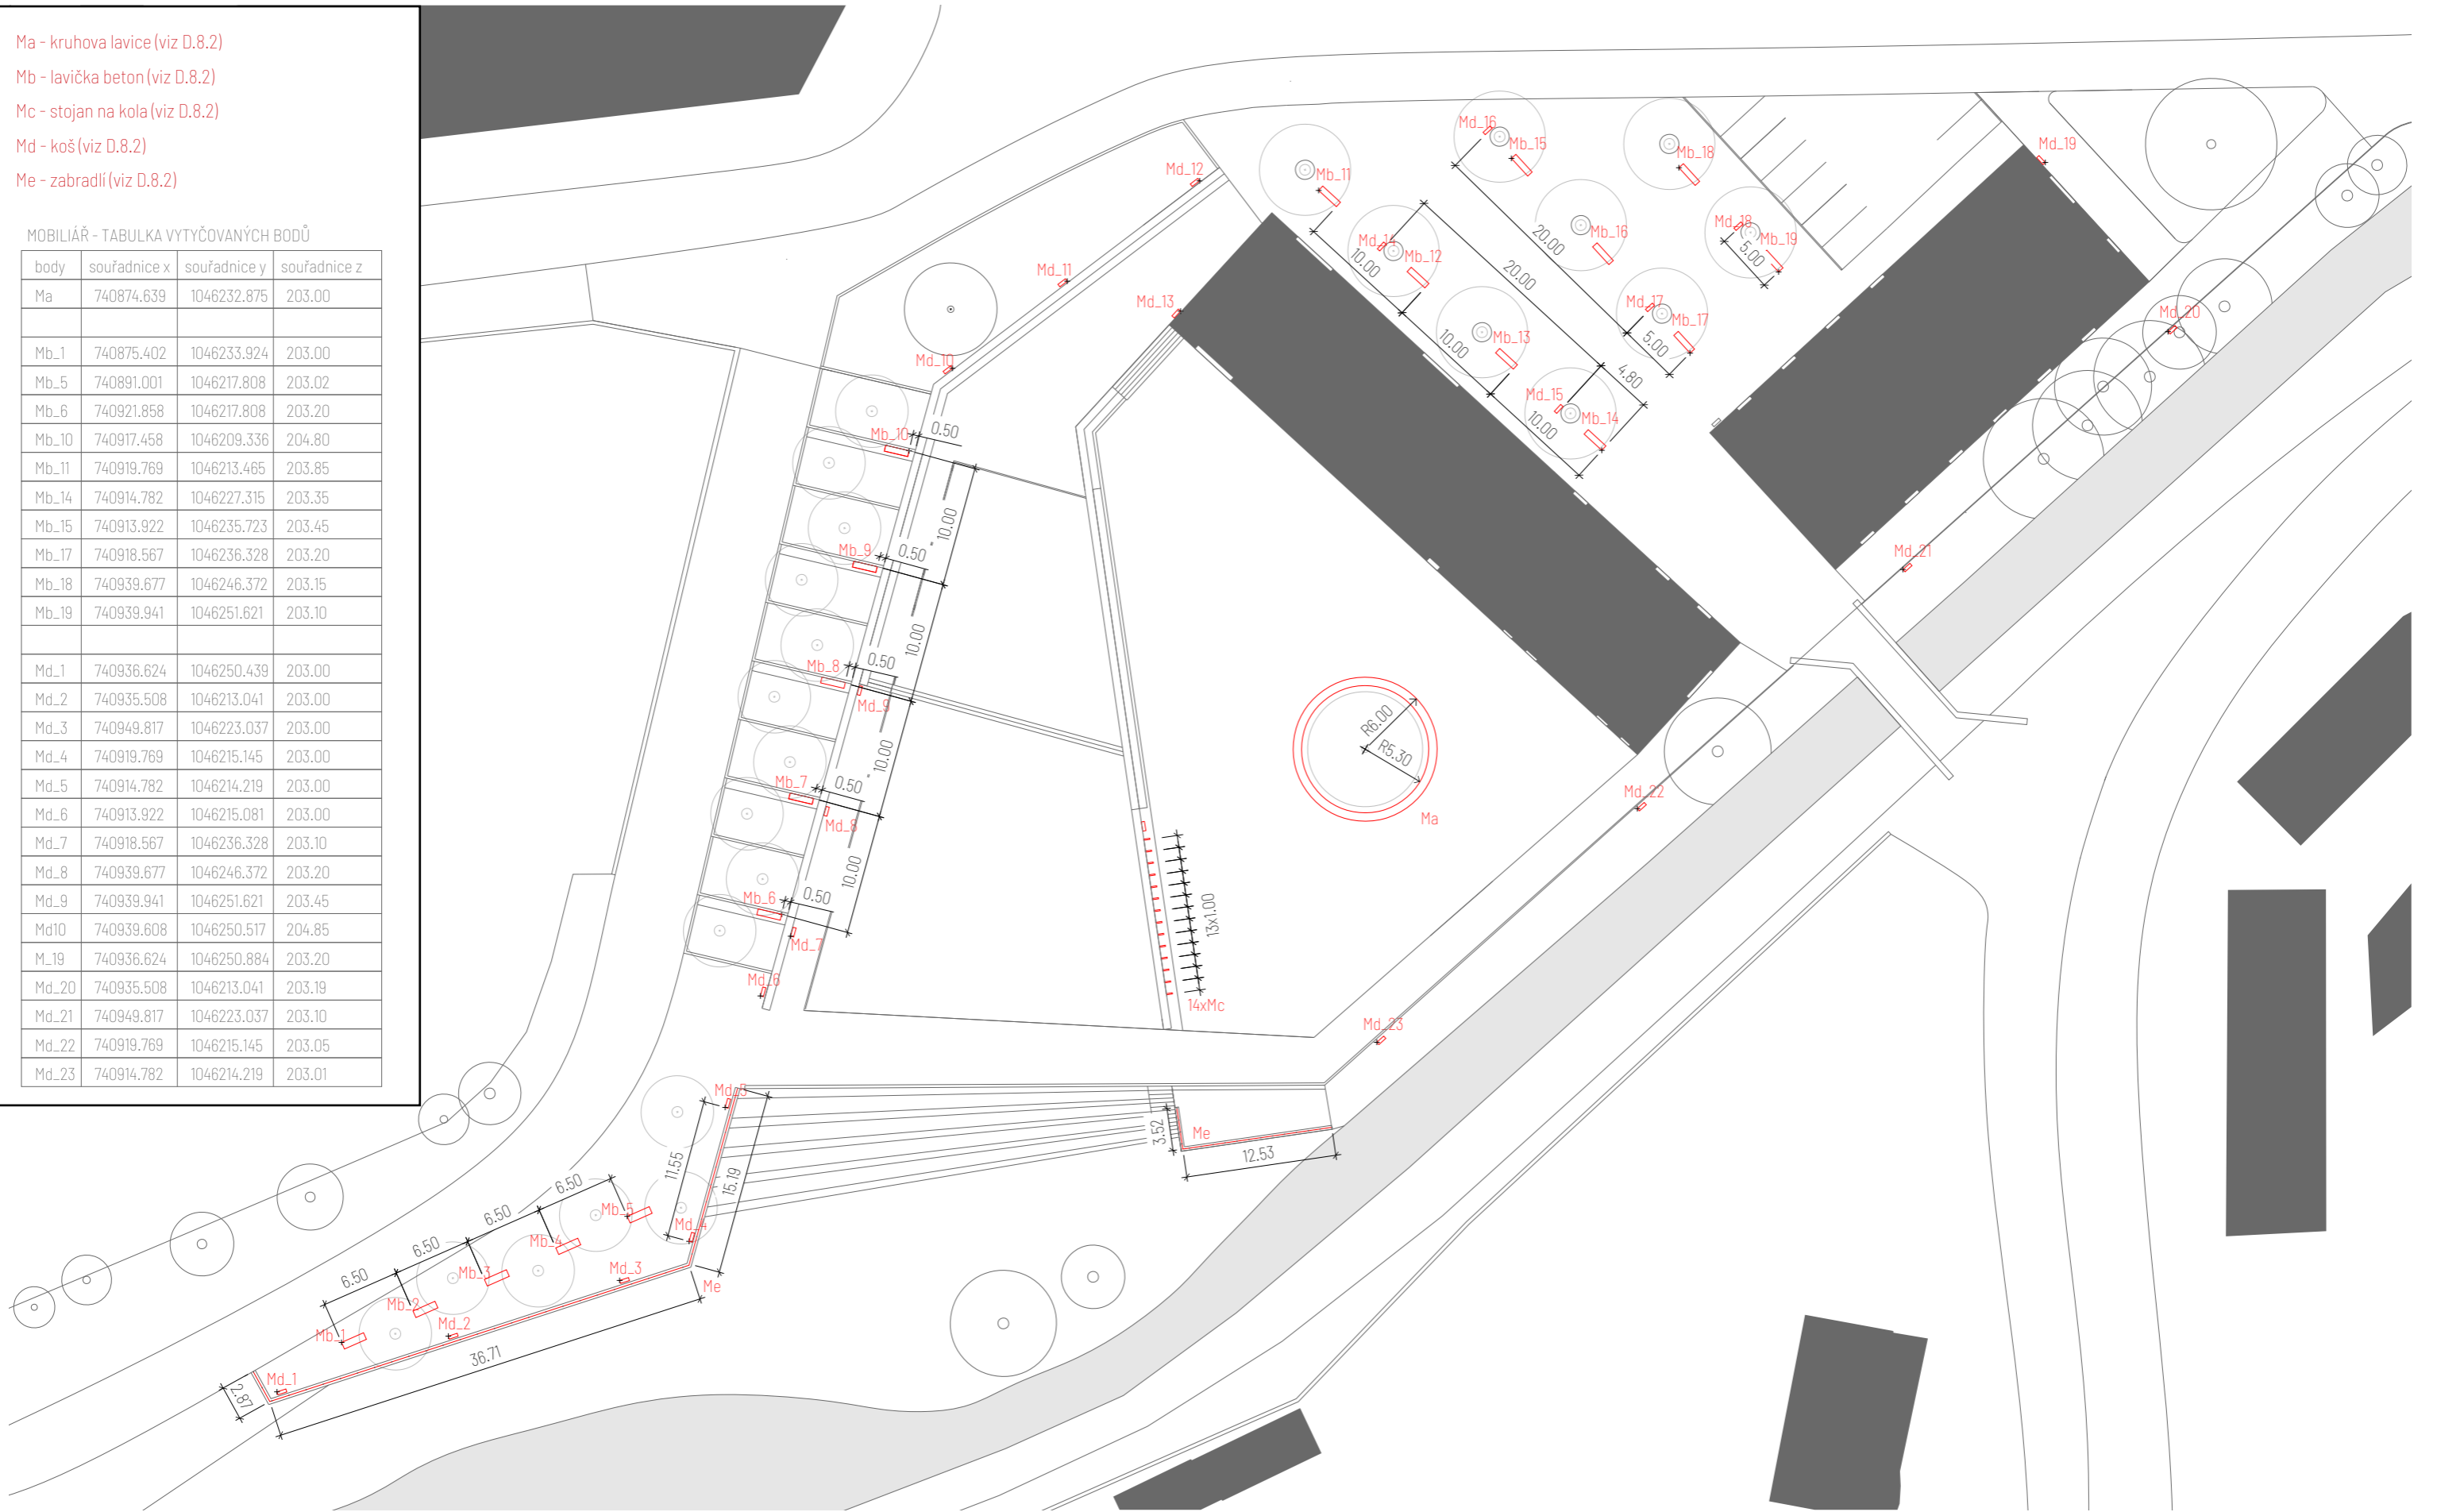 Ma - kruhova lavice (viz D.8.2)
Mb - lavička beton (viz D.8.2)
Mc - stojan na kola (viz D.8.2)
Md - koš (viz D.8.2)
Me - zabradlí (viz D.8.2)
MOBILIÁŘ - TABULKA VYTYČOVANÝCH BODŮ
body souřadnice x souřadnice y souřadnice z
Ma 740874.639 1046232.875 203.00
Mb_1 740875.402 1046233.924 203.00
Mb_5 740891.001 1046217.808 203.02
Mb_6 740921.858 1046217.808 203.20
Mb_10 740917.458 1046209.336 204.80
Mb_11 740919.769 1046213.465 203.85
Mb_14 740914.782 1046227.315 203.35
Mb_15 740913.922 1046235.723 203.45
Mb_17 740918.567 1046236.328 203.20
Mb_18 740939.677 1046246.372 203.15
Mb_19 740939.941 1046251.621 203.10
Md_1 740936.624 1046250.439 203.00
Md_2 740935.508 1046213.041 203.00
Md_3 740949.817 1046223.037 203.00
Md_4 740919.769 1046215.145 203.00
Md_5 740914.782 1046214.219 203.00
Md_6 740913.922 1046215.081 203.00
Md_7 740918.567 1046236.328 203.10
Md_8 740939.677 1046246.372 203.20
Md_9 740939.941 1046251.621 203.45
Md10 740939.608 1046250.517 204.85
M_19 740936.624 1046250.884 203.20
Md_20 740935.508 1046213.041 203.19
Md_21 740949.817 1046223.037 203.10
Md_22 740919.769 1046215.145 203.05
Md_23 740914.782 1046214.219 203.01
Md_16
Mb_15
Mb_18
Md_19
Md_12
Mb_11
Md_18
Mb_19
5.00
20.00
Mb_16
Md_14
Mb_12
10.00
20.00
Md_11
Md_13
Md_17
Mb_17
5.00
Md_20
10.00
Mb_13
4.80
Md_10
Md_15
Mb_14
10.00
Mb_10
0.50
10.00
Mb_9
0.50
Md_21
10.00
Mb_8
0.50
Md_9
R6.00
R5.30
Ma
10.00
Mb_7
0.50
Md_8
Md_22
10.00
Mb_6
0.50
Md_7
13x1.00
Md_6
14xMc
Md_23
Md_5
11.55
15.19
3.52
Me
12.53
6.50
6.50
6.50
6.50
Mb_5
Mb_4
Mb_3
Mb_2
Mb_1
Md_4
Md_3
Me
Md_2
36.71
Md_1
2.87